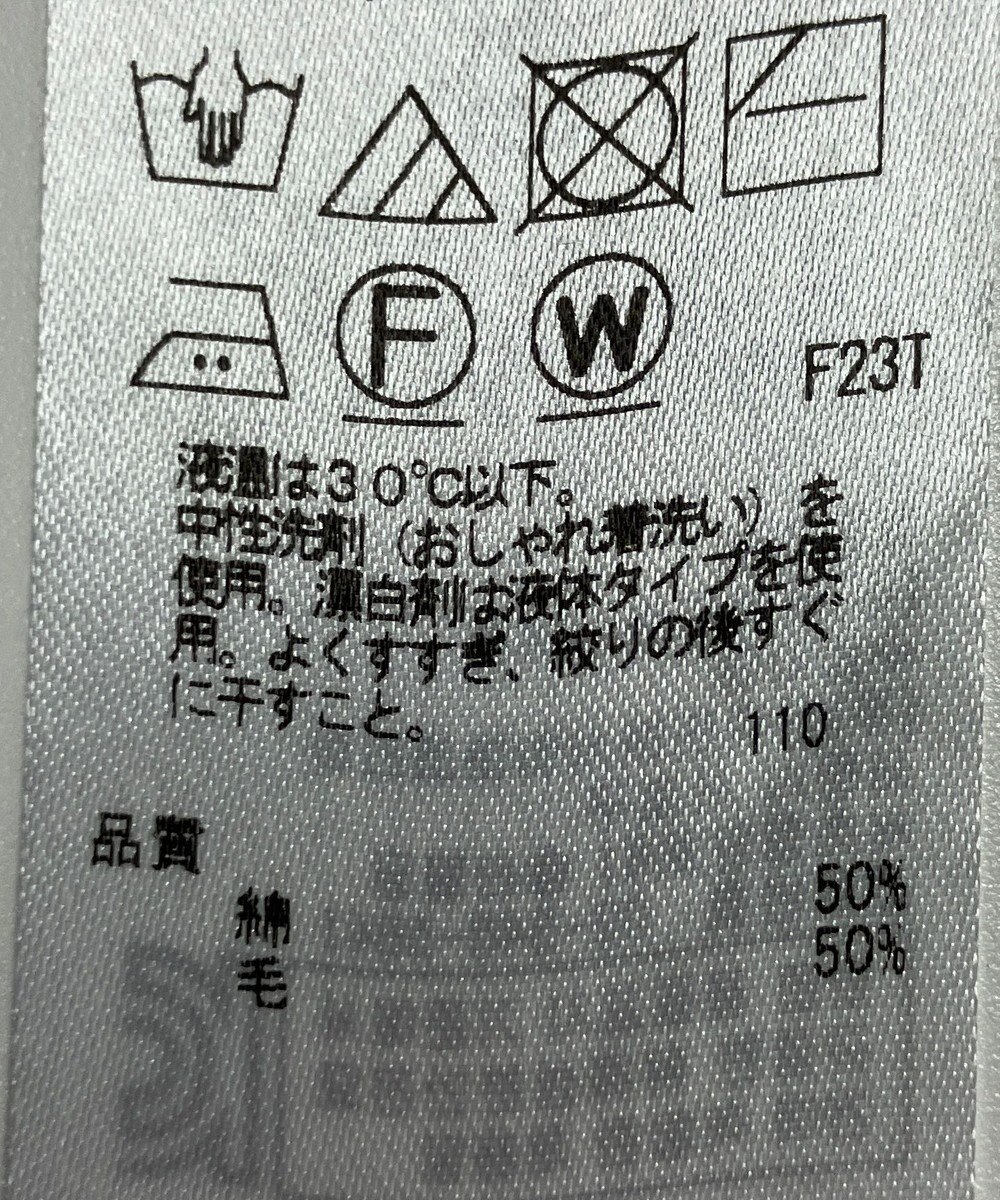 F W F23T
液温は30℃以下。
中性洗剤(おしゃれ着洗い)を
使用。漂白剤は液体タイプを使
用。よくすすぎ、絞りの後すぐ
に干すこと。
110
品質
綿 50%
毛 50%